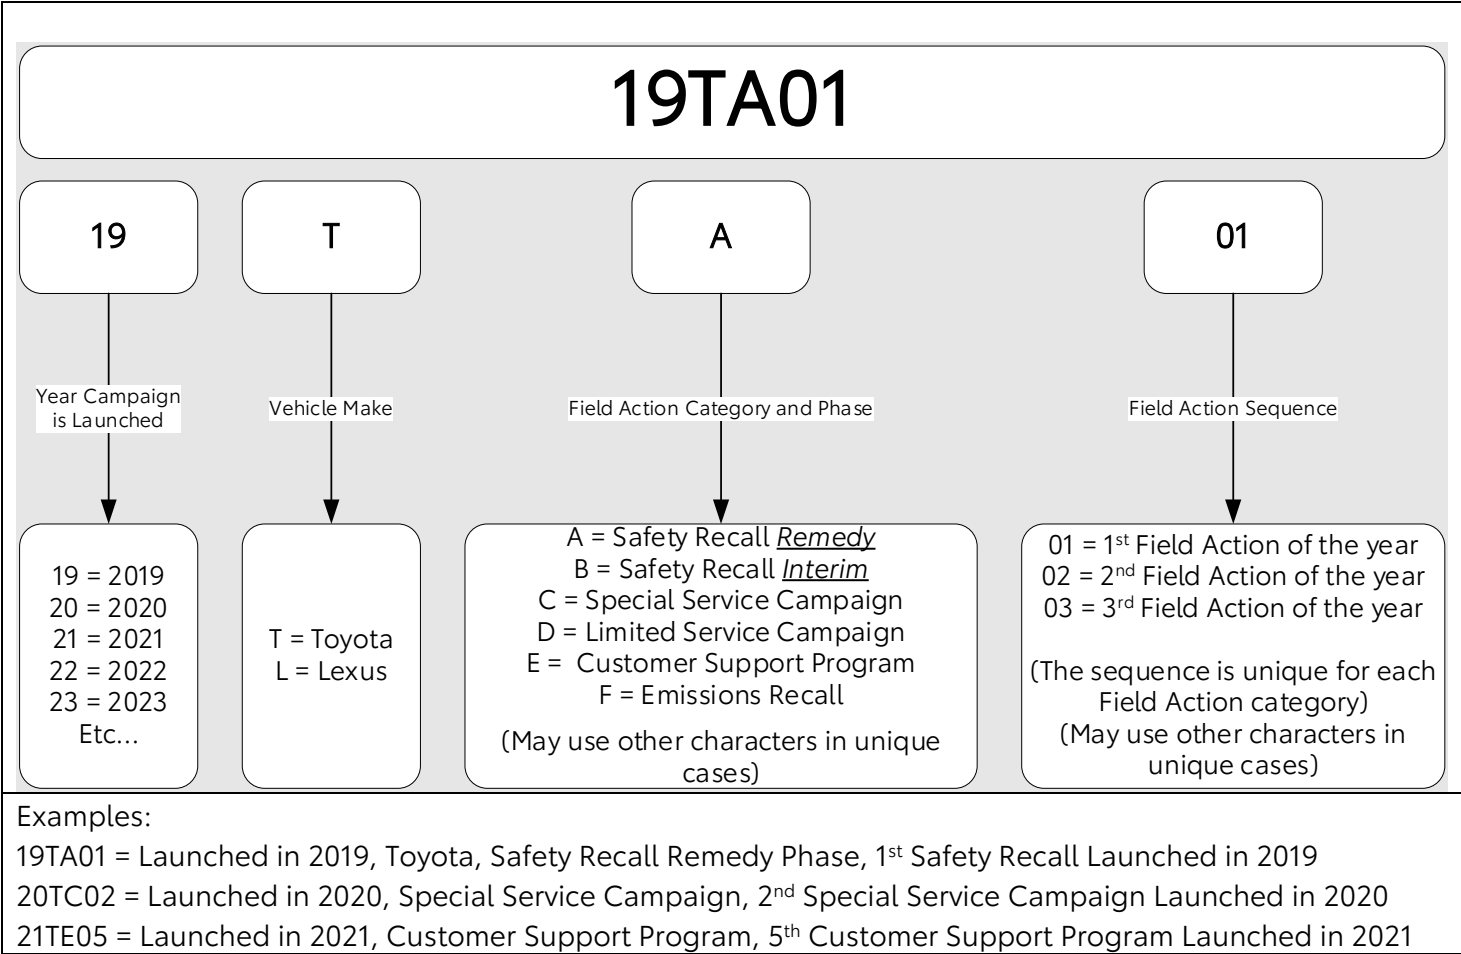 19TA01
19
T
A
01
Year Campaign
is Launched
Vehicle Make
Field Action Category and Phase
Field Action Sequence
19 = 2019
20 = 2020
21 = 2021
22 = 2022
23 = 2023
Etc...
T = Toyota
L = Lexus
A = Safety Recall Remedy
B = Safety Recall Interim
C = Special Service Campaign
D = Limited Service Campaign
E =  Customer Support Program
F = Emissions Recall
(May use other characters in unique
cases)
01 = 1st Field Action of the year
02 = 2nd Field Action of the year
03 = 3rd Field Action of the year
(The sequence is unique for each
Field Action category)
(May use other characters in
unique cases)
Examples:
19TA01 = Launched in 2019, Toyota, Safety Recall Remedy Phase, 1st Safety Recall Launched in 2019
20TC02 = Launched in 2020, Special Service Campaign, 2nd Special Service Campaign Launched in 2020
21TE05 = Launched in 2021, Customer Support Program, 5th Customer Support Program Launched in 2021